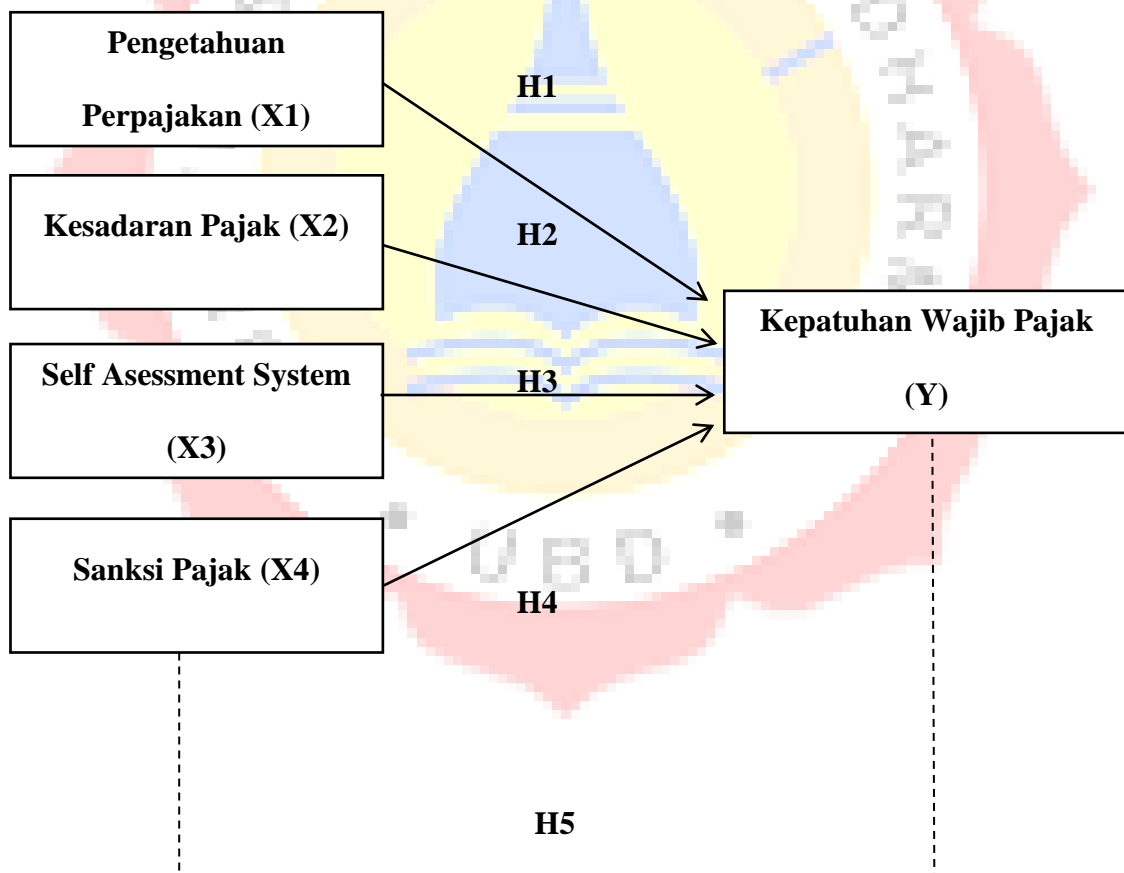 Pengetahuan
Perpajakan (X1)
H1
Kesadaran Pajak (X2)
H2
Kepatuhan Wajib Pajak
(Y)
Self Asessment System
(X3)
H3
Sanksi Pajak (X4)
H4
H5
UBD